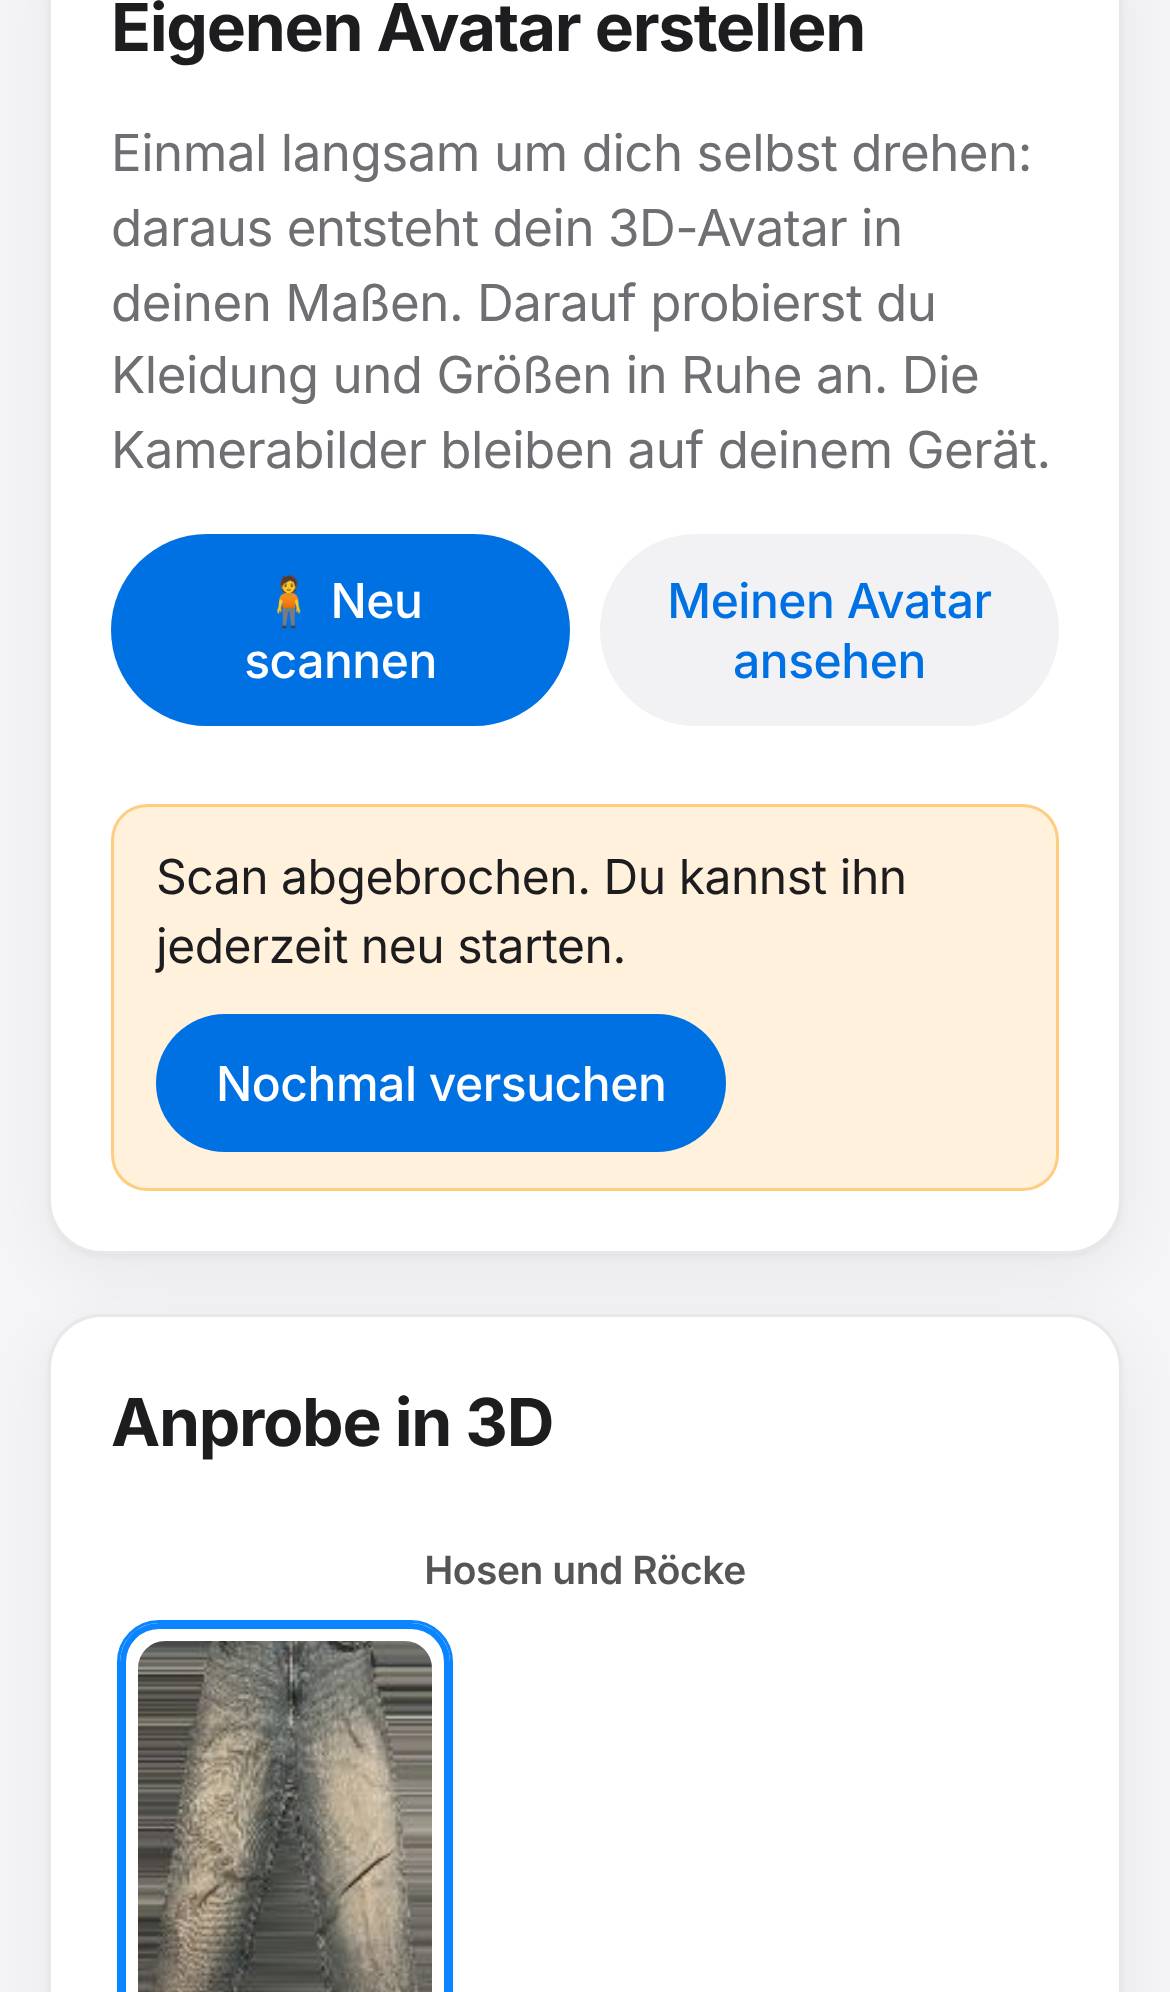 Eigenen Avatar erstellen
Einmal langsam um dich selbst drehen:
daraus entsteht dein 3D-Avatar in
deinen Maßen. Darauf probierst du
Kleidung und Größen in Ruhe an. Die
Kamerabilder bleiben auf deinem Gerät.
🧍 Neu
scannen
Meinen Avatar
ansehen
Scan abgebrochen. Du kannst ihn
jederzeit neu starten.
Nochmal versuchen
Anprobe in 3D
Hosen und Röcke